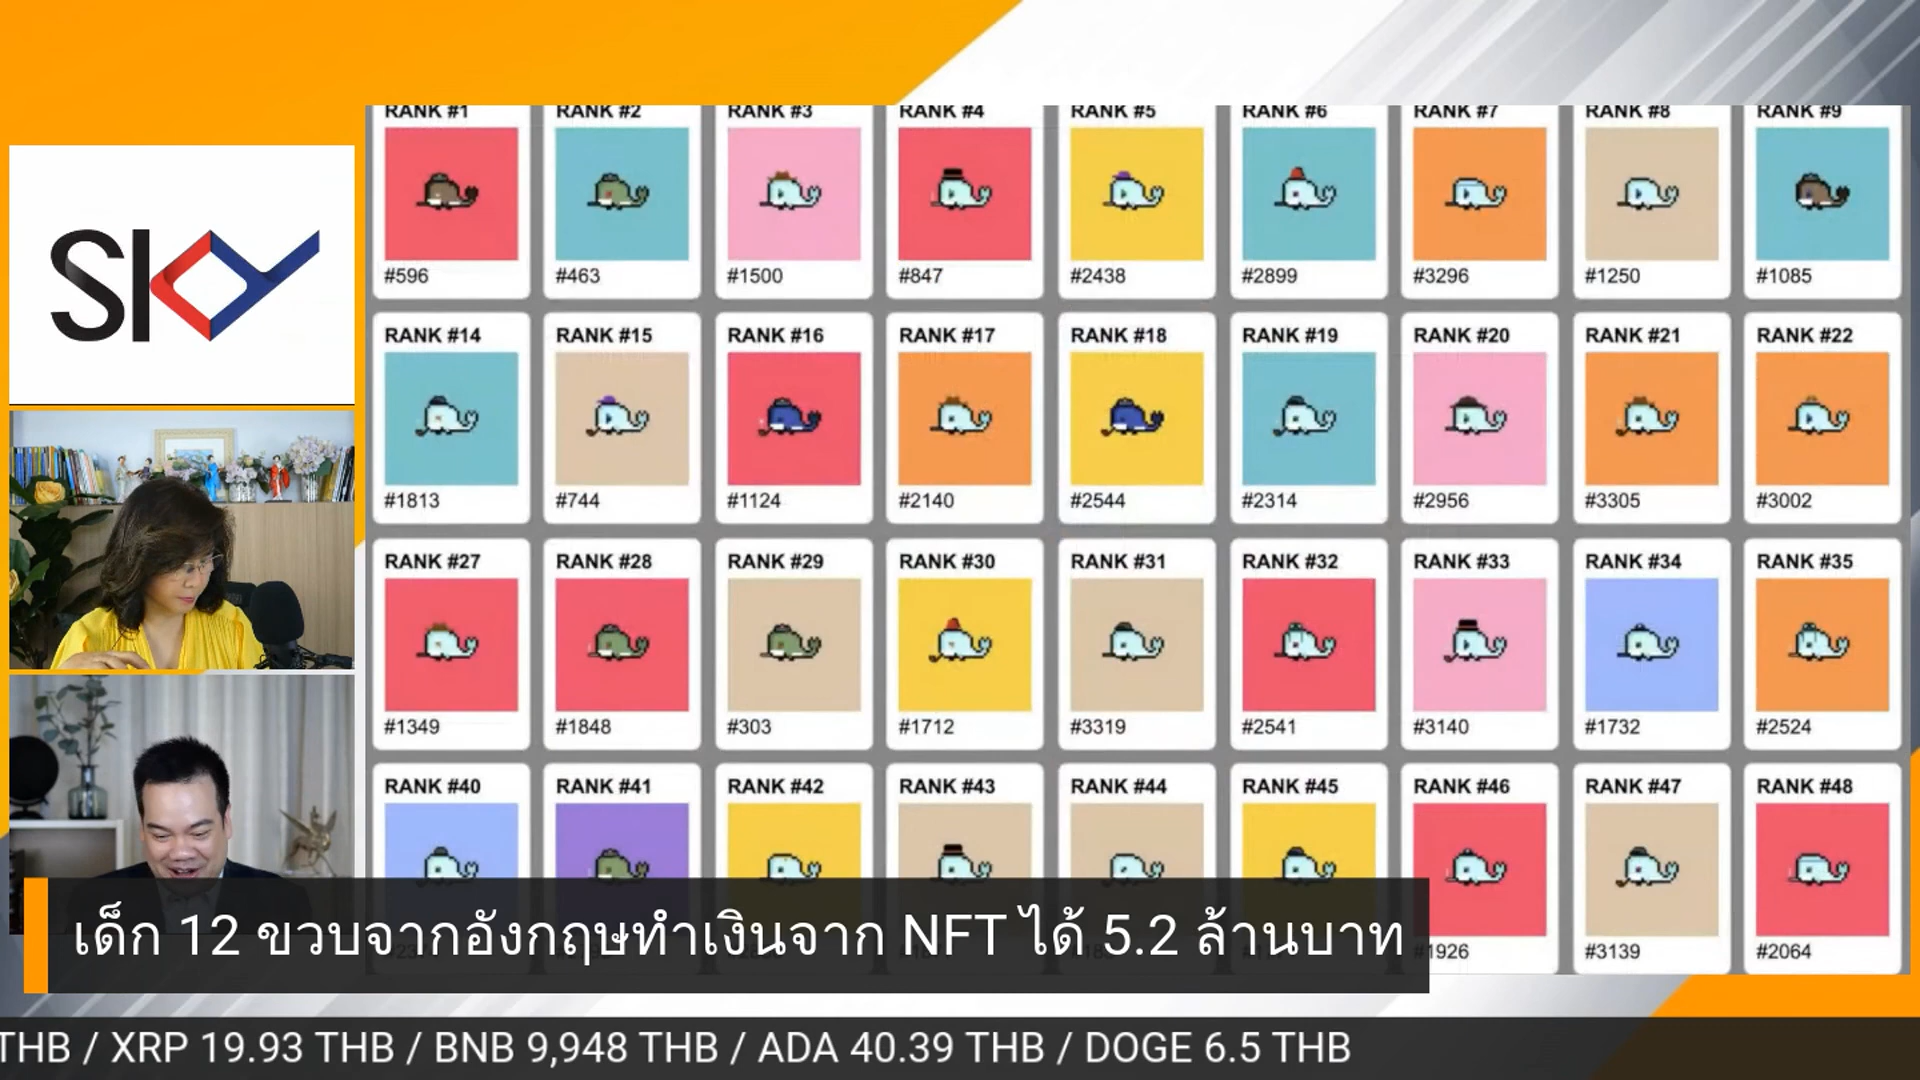 RANK #1 RANK #2 RANK #3 RANK #4 RANK #5 RANK #6 RANK #7 RANK #8 RANK #9
#596 #463 #1500 #847 #2438 #2899 #3296 #1250 #1085
SKY
RANK #14 RANK #15 RANK #16 RANK #17 RANK #18 RANK #19 RANK #20 RANK #21 RANK #22
#1813 #744 #1124 #2140 #2544 #2314 #2956 #3305 #3002
RANK #27 RANK #28 RANK #29 RANK #30 RANK #31 RANK #32 RANK #33 RANK #34 RANK #35
#1349 #1848 #303 #1712 #3319 #2541 #3140 #1732 #2524
RANK #40 RANK #41 RANK #42 RANK #43 RANK #44 RANK #45 RANK #46 RANK #47 RANK #48
#3139 #2064
เด็ก 12 ขวบจากอังกฤษทำเงินจาก NFT ได้ 5.2 ล้านบาท
THB / XRP 19.93 THB / BNB 9,948 THB / ADA 40.39 THB / DOGE 6.5 THB